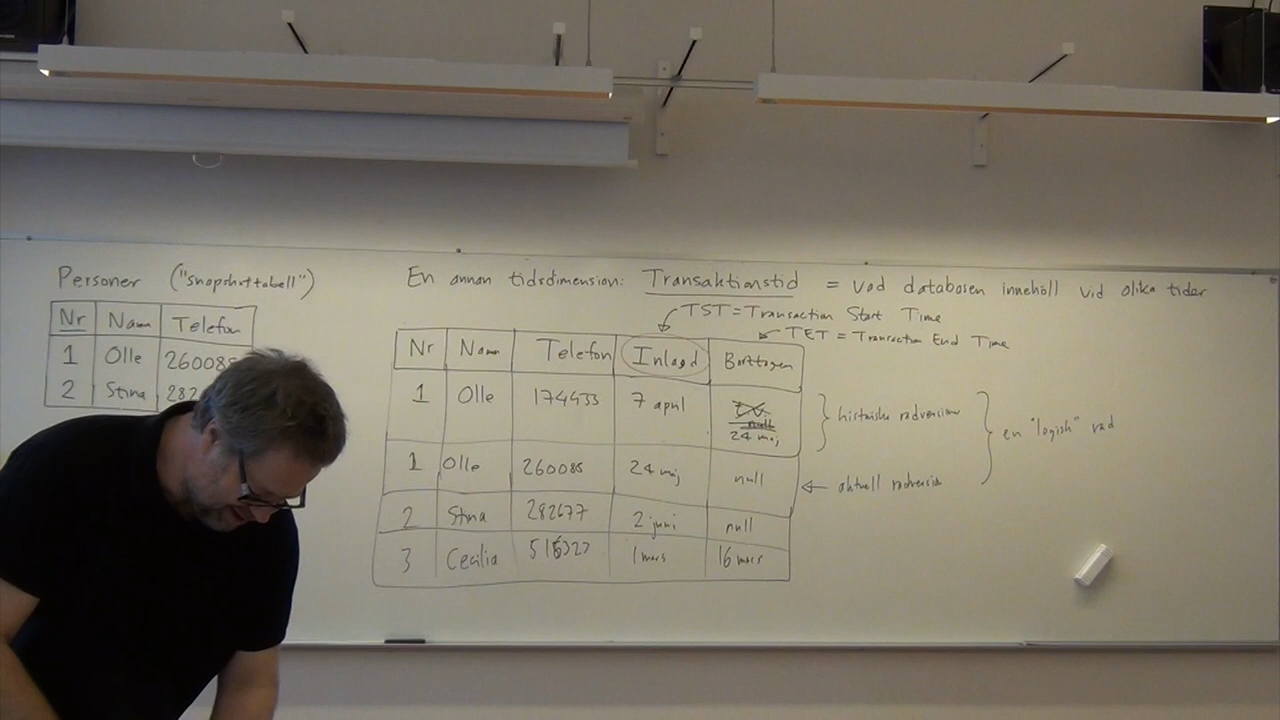 Personer ("snapshottabell")
Nr Namn Telefon
1 Olle 260085
2 Stina 282
En annan tidsdimension: Transaktionstid = vad databasen innehöll vid olika tider
TST = Transaction Start Time
TET = Transaction End Time
Nr Namn Telefon Inlagd Borttagen
1 Olle 174433 7 april null 24 maj } historiska radversioner } en "logisk" rad
1 Olle 260085 24 maj null ← aktuell radversion
2 Stina 282677 2 juni null
3 Cecilia 1 mars 16 mars